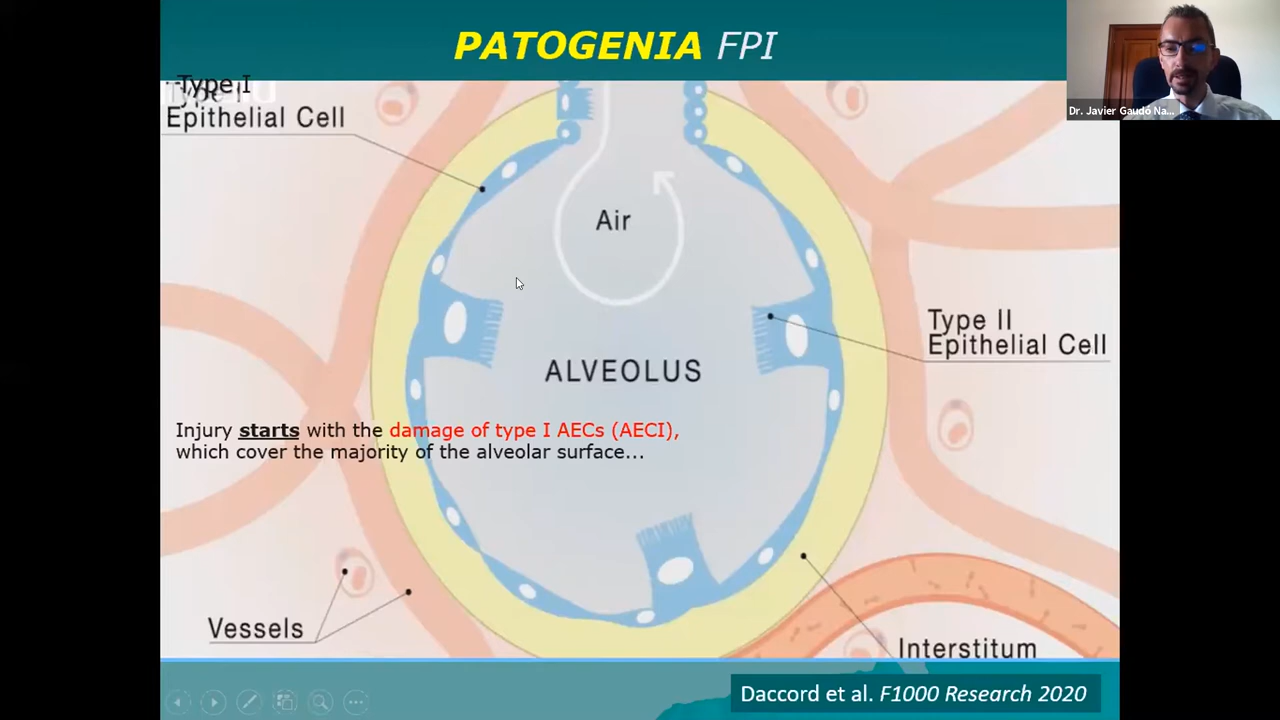 PATOGENIA FPI
Dr. Javier Gaudó Na...
Type I
Epithelial Cell
Air
Type II
Epithelial Cell
ALVEOLUS
Injury starts with the damage of type I AECs (AECI),
which cover the majority of the alveolar surface...
Vessels
Interstitum
Daccord et al. F1000 Research 2020